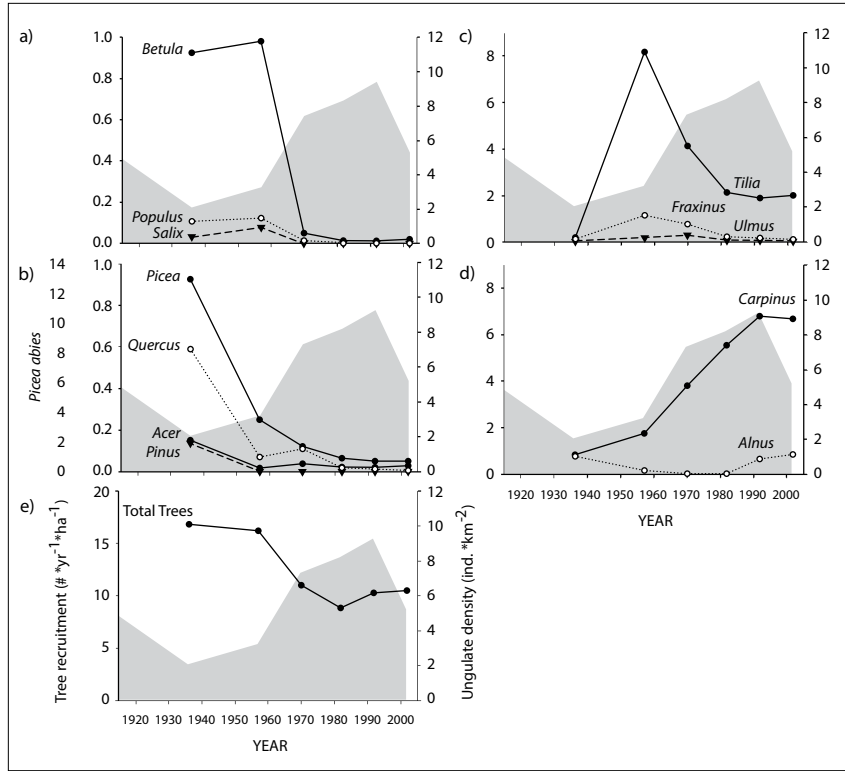 a)
1.0
0.8
0.6
0.4
0.2
0.0
Betula
Populus
Salix
12
10
8
6
4
2
0
c)
8
6
4
2
0
Tilia
Fraxinus
Ulmus
12
10
8
6
4
2
0
b)
Picea abies
14
12
10
8
6
4
2
0
1.0
0.8
0.6
0.4
0.2
0.0
Picea
Quercus
Acer
Pinus
12
10
8
6
4
2
0
d)
8
6
4
2
0
Carpinus
Alnus
12
10
8
6
4
2
0
1920 1930 1940 1950 1960 1970 1980 1990 2000
YEAR
e)
Tree recruitment (# *yr⁻¹*ha⁻¹)
20
15
10
5
0
Total Trees
12
10
8
6
4
2
0
Ungulate density (ind. *km⁻²)
1920 1930 1940 1950 1960 1970 1980 1990 2000
YEAR